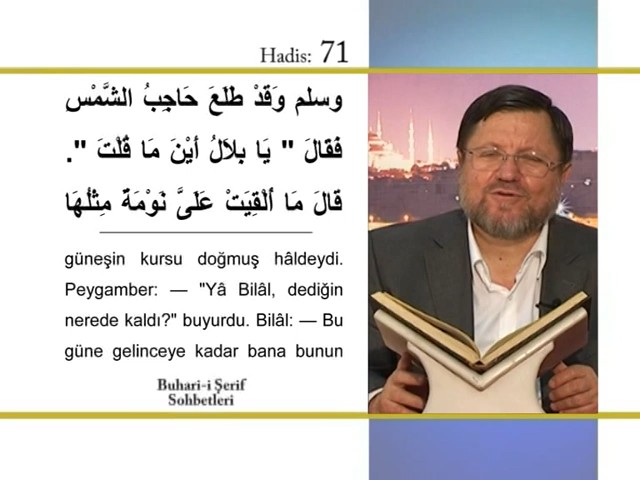 Hadis: 71
وسلم وَقَدْ طَلَعَ حَاجِبُ الشَّمْسِ
فَقَالَ " يَا بِلاَلُ أَيْنَ مَا قُلْتَ ".
قَالَ مَا أُلْقِيَتْ عَلَىَّ نَوْمَةٌ مِثْلُهَا
güneşin kursu doğmuş hâldeydi.
Peygamber: — "Yâ Bilâl, dediğin
nerede kaldı?" buyurdu. Bilâl: — Bu
güne gelinceye kadar bana bunun
Buhari-i Şerif
Sohbetleri